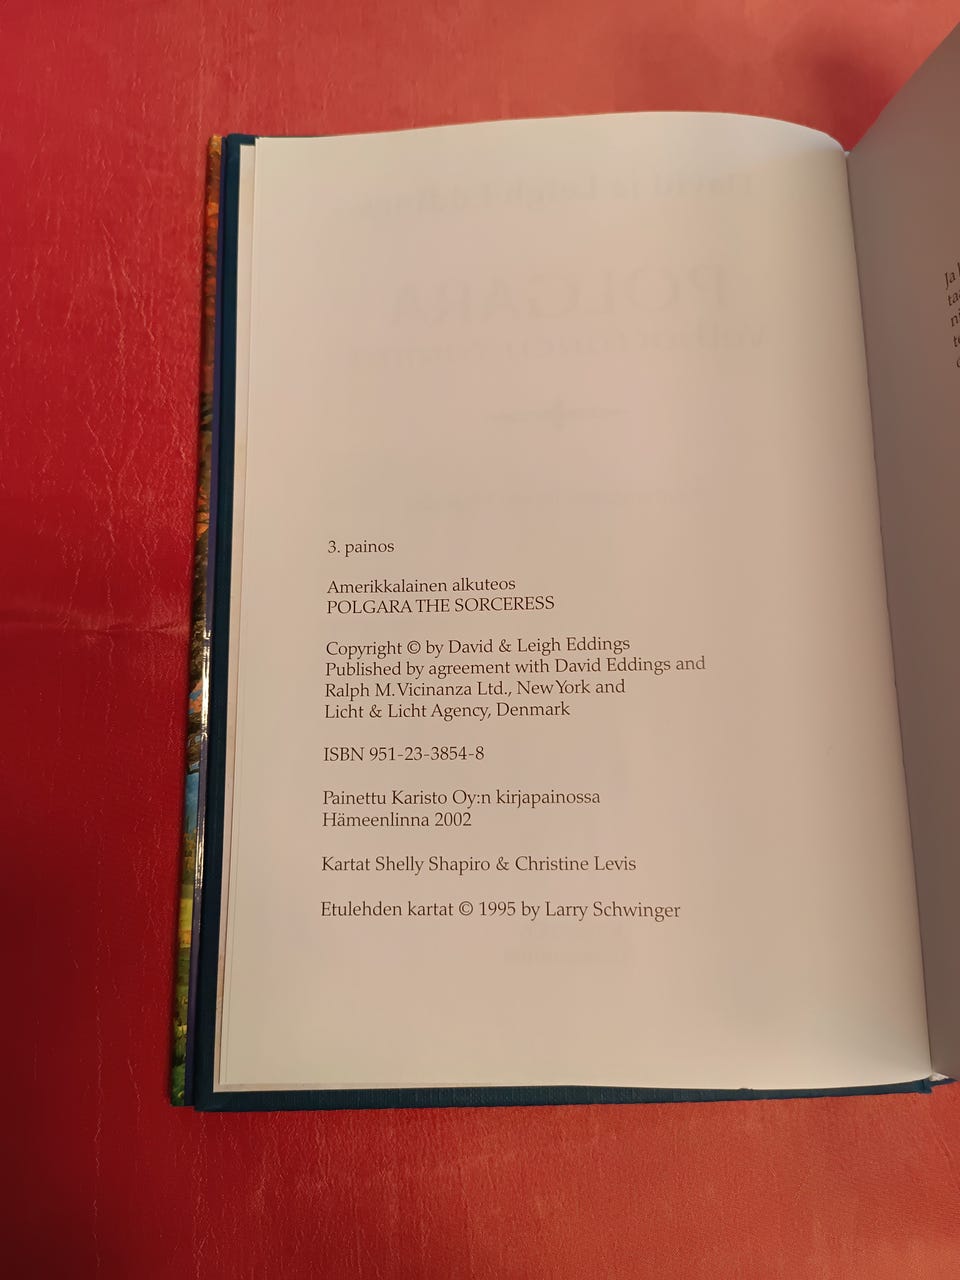 3. painos
Amerikkalainen alkuteos
POLGARA THE SORCERESS
Copyright © by David & Leigh Eddings
Published by agreement with David Eddings and
Ralph M. Vicinanza Ltd., New York and
Licht & Licht Agency, Denmark
ISBN 951-23-3854-8
Painettu Karisto Oy:n kirjapainossa
Hämeenlinna 2002
Kartat Shelly Shapiro & Christine Levis
Etulehden kartat © 1995 by Larry Schwinger